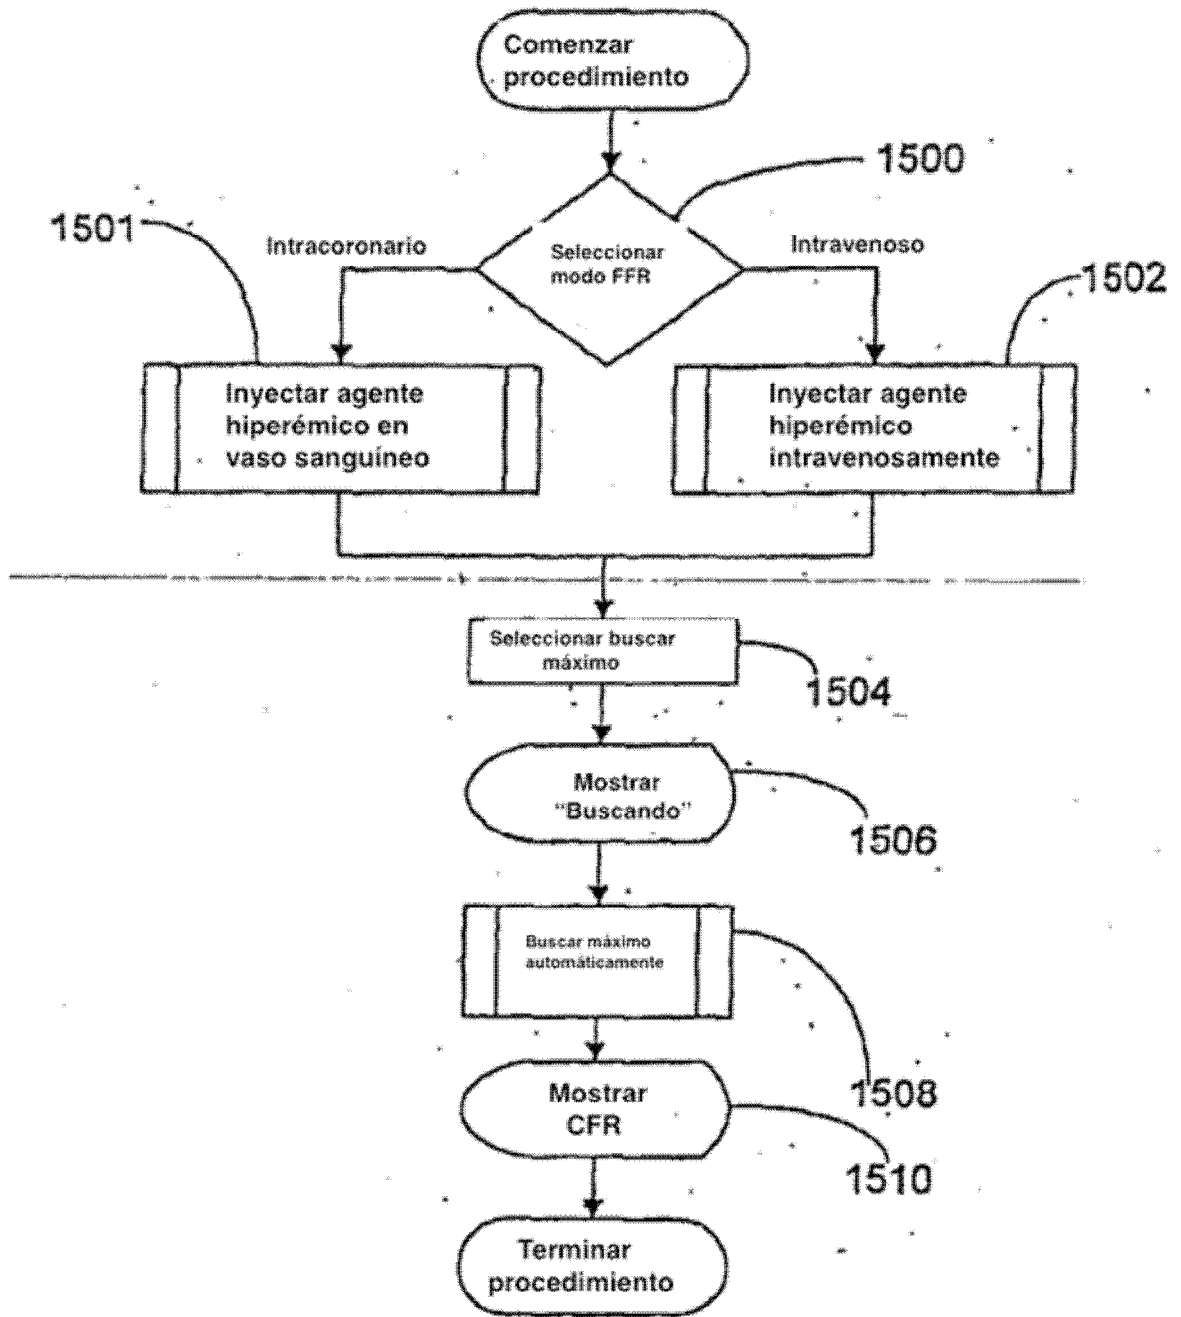 Comenzar
procedimiento
1500
1501
Intracoronario
Seleccionar
modo FFR
Intravenoso
1502
Inyectar agente
hiperémico en
vaso sanguíneo
Inyectar agente
hiperémico
intravenosamente
Seleccionar buscar
máximo
1504
Mostrar
“Buscando”
1506
Buscar máximo
automáticamente
1508
Mostrar
CFR
1510
Terminar
procedimiento